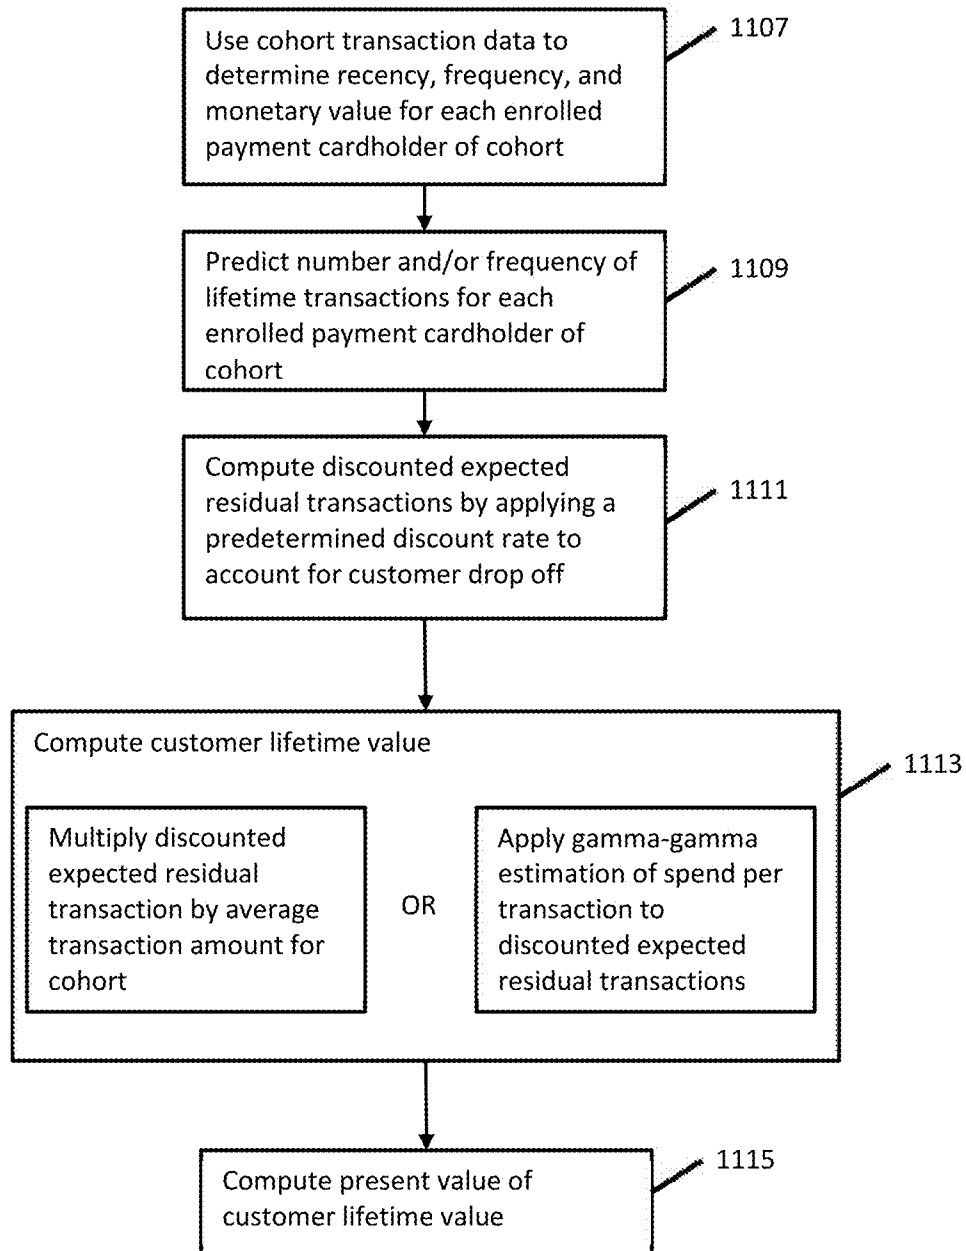 Use cohort transaction data to
determine recency, frequency, and
monetary value for each enrolled
payment cardholder of cohort
1107
Predict number and/or frequency of
lifetime transactions for each
enrolled payment cardholder of
cohort
1109
Compute discounted expected
residual transactions by applying a
predetermined discount rate to
account for customer drop off
1111
Compute customer lifetime value
1113
Multiply discounted
expected residual
transaction by average
transaction amount for
cohort
OR
Apply gamma-gamma
estimation of spend per
transaction to
discounted expected
residual transactions
Compute present value of
customer lifetime value
1115